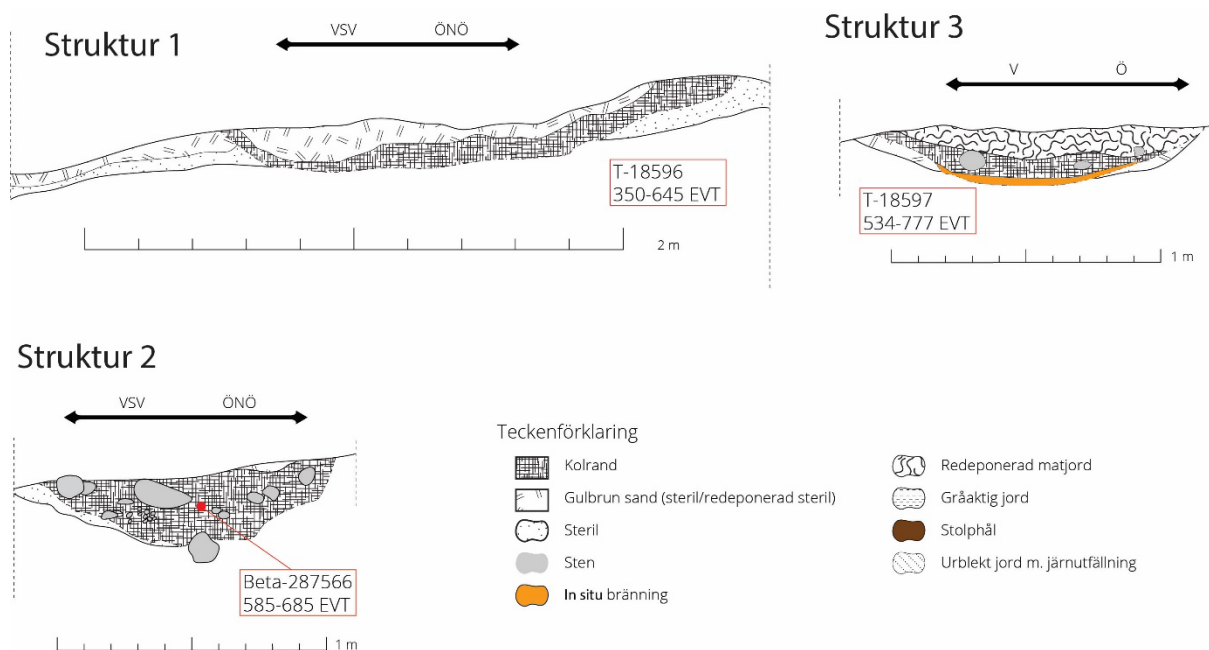 Struktur 1
VSV ÖNÖ
T-18596
350-645 EVT
2 m
Struktur 3
V Ö
T-18597
534-777 EVT
1 m
Struktur 2
VSV ÖNÖ
Beta-287566
585-685 EVT
1 m
Teckenförklaring
Kolrand
Gulbrun sand (steril/redeponerad steril)
Steril
Sten
In situ bränning
Redeponerad matjord
Gråaktig jord
Stolphål
Urblekt jord m. järnutfällning